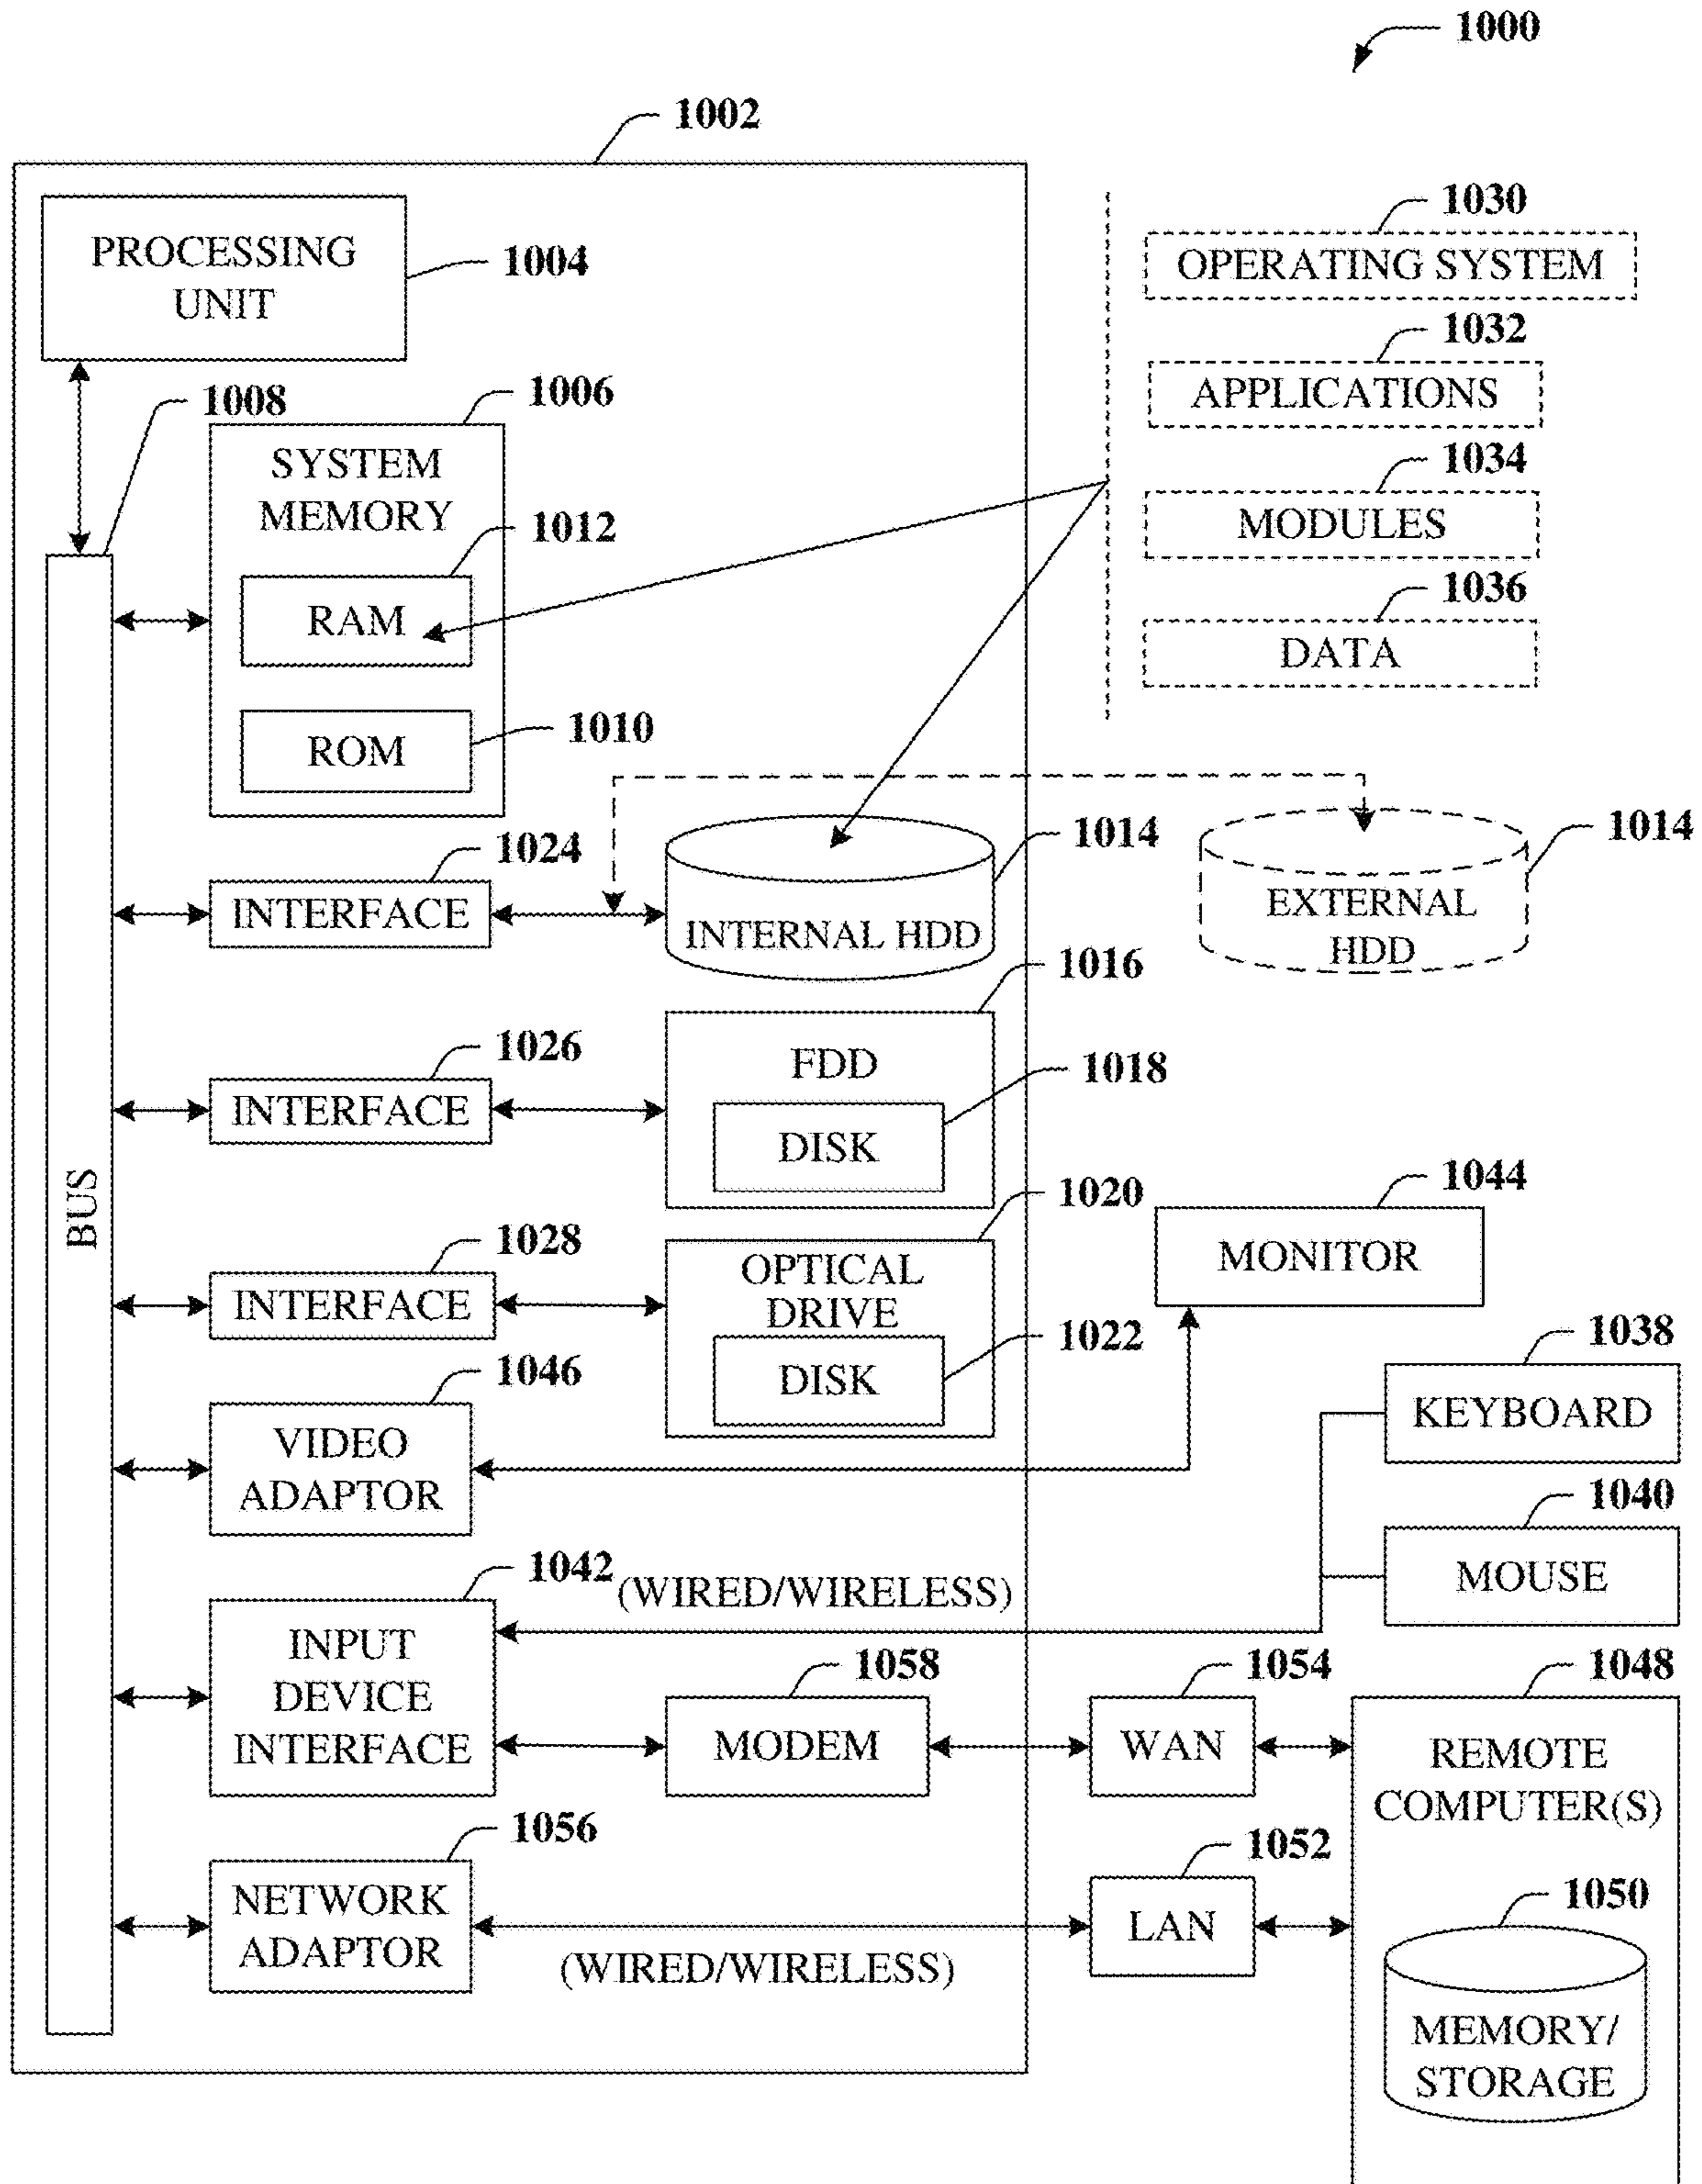 1000
1002
PROCESSING
UNIT
1004
1030
OPERATING SYSTEM
1032
APPLICATIONS
1034
MODULES
1036
DATA
1008
1006
SYSTEM
MEMORY
1012
RAM
1010
ROM
BUS
1024
INTERFACE
1014
INTERNAL HDD
1014
EXTERNAL
HDD
1026
INTERFACE
1016
FDD
1018
DISK
1028
INTERFACE
1020
OPTICAL
DRIVE
1022
DISK
1044
MONITOR
1046
VIDEO
ADAPTOR
1038
KEYBOARD
1040
MOUSE
1042
(WIRED/WIRELESS)
INPUT
DEVICE
INTERFACE
1058
MODEM
1054
WAN
1048
REMOTE
COMPUTER(S)
1056
NETWORK
ADAPTOR
(WIRED/WIRELESS)
1052
LAN
1050
MEMORY/
STORAGE